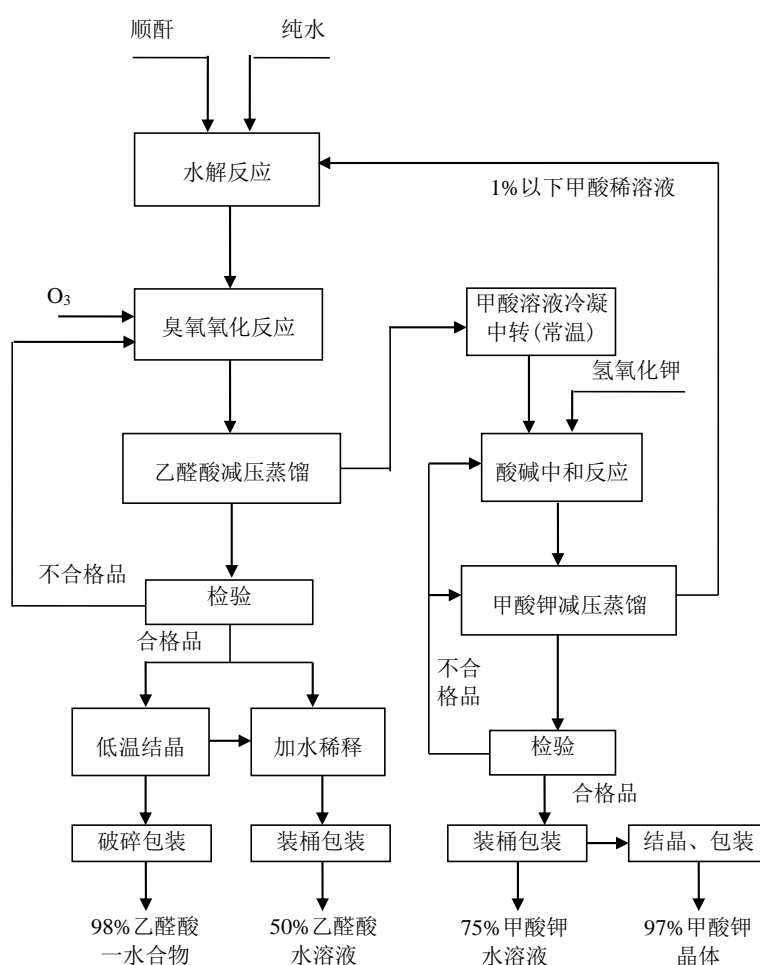 顺酐
纯水
水解反应
1%以下甲酸稀溶液
O₃
臭氧氧化反应
甲酸溶液冷凝
中转(常温)
氢氧化钾
乙醛酸减压蒸馏
酸碱中和反应
不合格品
检验
甲酸钾减压蒸馏
合格品
不合
格品
低温结晶
加水稀释
检验
合格品
破碎包装
装桶包装
装桶包装
结晶、包装
98%乙醛酸
一水合物
50%乙醛酸
水溶液
75%甲酸钾
水溶液
97%甲酸钾
晶体